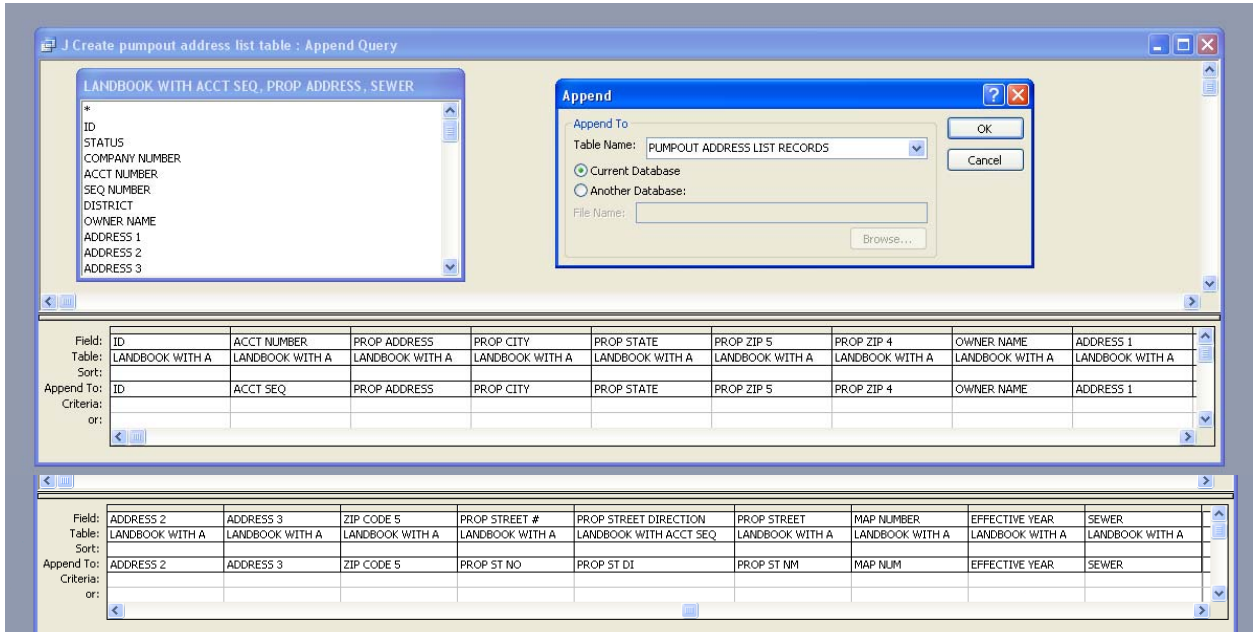 J Create pumpout address list table : Append Query
LANDBOOK WITH ACCT SEQ, PROP ADDRESS, SEWER
*
ID
STATUS
COMPANY NUMBER
ACCT NUMBER
SEQ NUMBER
DISTRICT
OWNER NAME
ADDRESS 1
ADDRESS 2
ADDRESS 3
Append
Append To
Table Name: PUMPOUT ADDRESS LIST RECORDS
Current Database
Another Database:
File Name:
Browse...
OK
Cancel
Field: ID ACCT NUMBER PROP ADDRESS PROP CITY PROP STATE PROP ZIP 5 PROP ZIP 4 OWNER NAME ADDRESS 1
Table: LANDBOOK WITH A LANDBOOK WITH A LANDBOOK WITH A LANDBOOK WITH A LANDBOOK WITH A LANDBOOK WITH A LANDBOOK WITH A LANDBOOK WITH A LANDBOOK WITH A
Sort:
Append To: ID ACCT SEQ PROP ADDRESS PROP CITY PROP STATE PROP ZIP 5 PROP ZIP 4 OWNER NAME ADDRESS 1
Criteria:
or:
Field: ADDRESS 2 ADDRESS 3 ZIP CODE 5 PROP STREET # PROP STREET DIRECTION PROP STREET MAP NUMBER EFFECTIVE YEAR SEWER
Table: LANDBOOK WITH A LANDBOOK WITH A LANDBOOK WITH A LANDBOOK WITH A LANDBOOK WITH ACCT SEQ LANDBOOK WITH A LANDBOOK WITH A LANDBOOK WITH A LANDBOOK WITH A
Sort:
Append To: ADDRESS 2 ADDRESS 3 ZIP CODE 5 PROP ST NO PROP ST DI PROP ST NM MAP NUM EFFECTIVE YEAR SEWER
Criteria:
or: